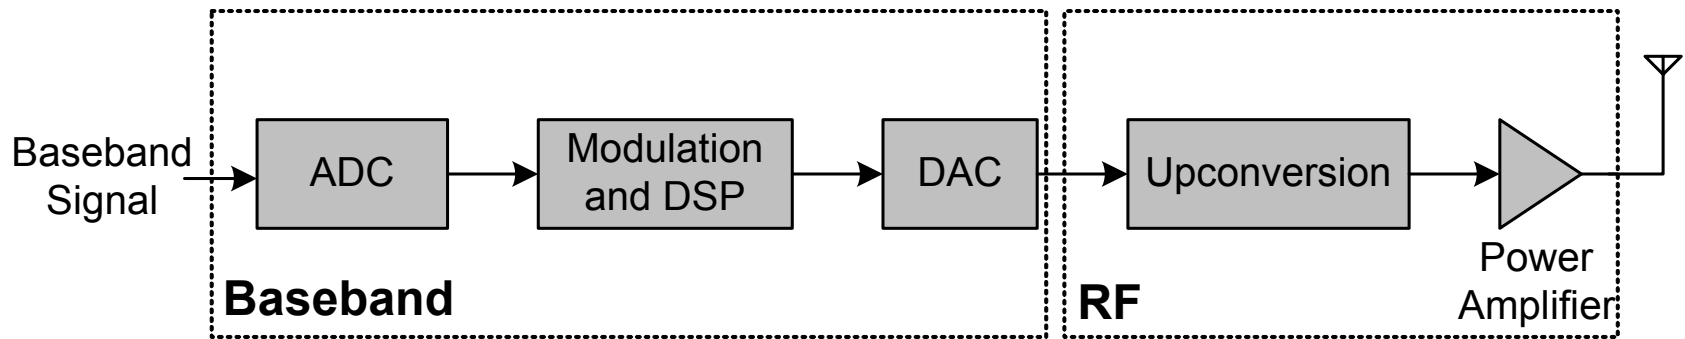 Baseband
Signal
ADC
Modulation
and DSP
DAC
Upconversion
Power
Amplifier
Baseband
RF